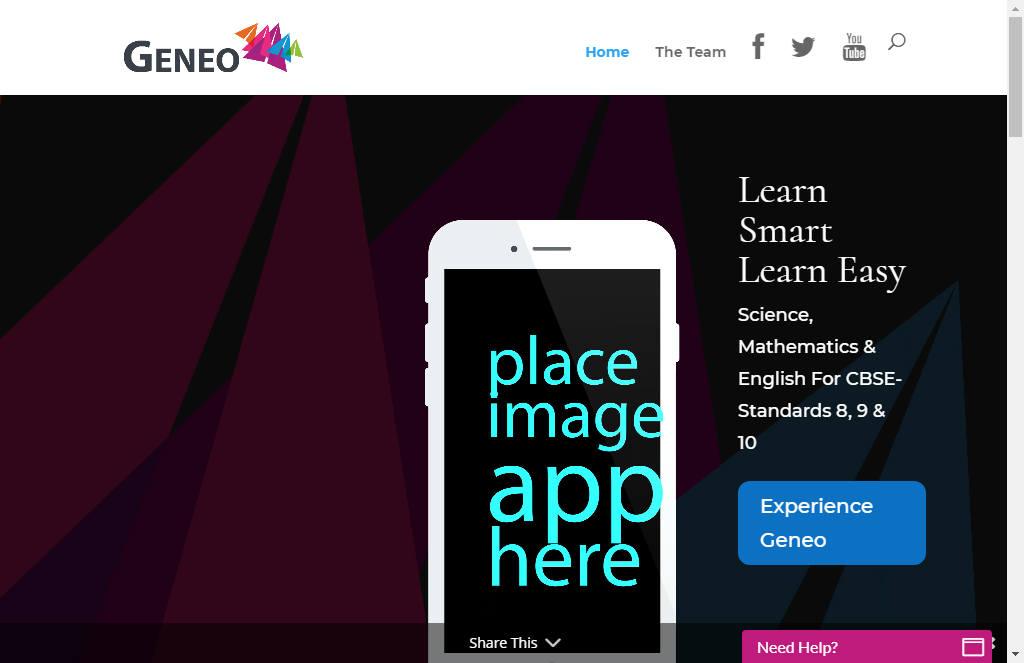 GENEO
Home
The Team
You
Tube
Learn
Smart
Learn Easy
Science,
Mathematics &
English For CBSE-
Standards 8, 9 &
10
Experience
Geneo
place
image
app
here
Share This
Need Help?